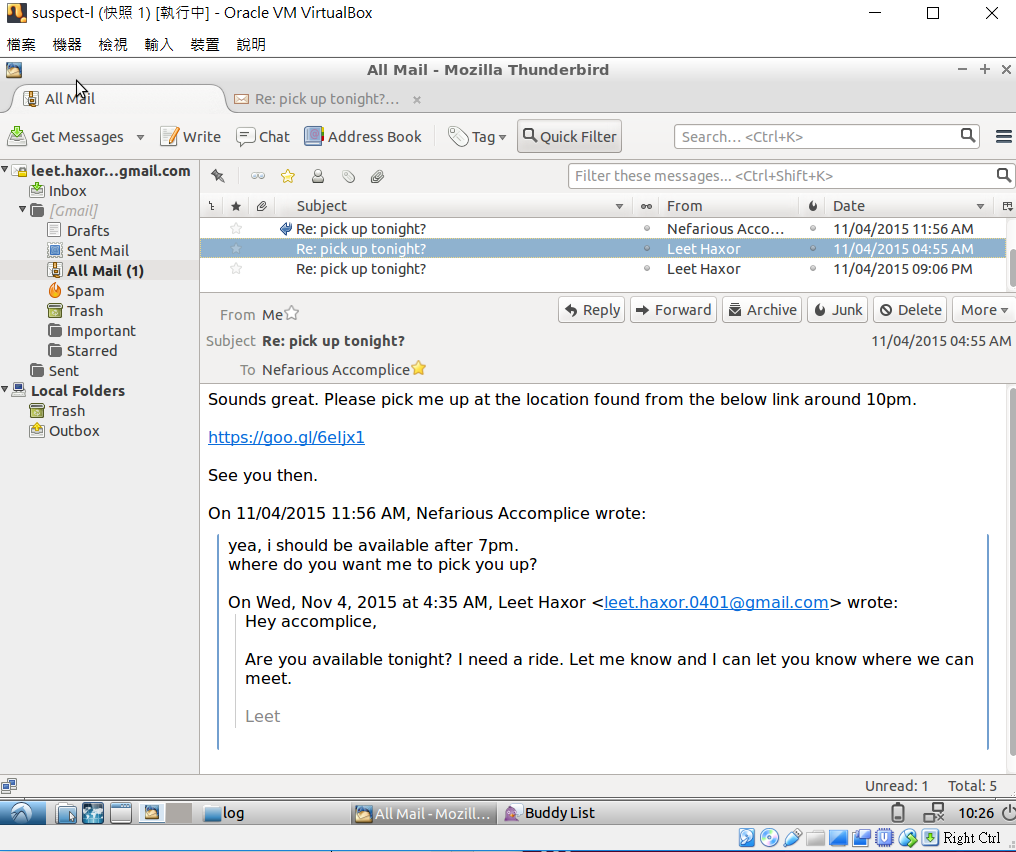 suspect-l (快照 1) [執行中] - Oracle VM VirtualBox
檔案 機器 檢視 輸入 裝置 說明
All Mail - Mozilla Thunderbird
All Mail
Re: pick up tonight?...
Get Messages Write Chat Address Book Tag Quick Filter Search... <Ctrl+K>
leet.haxor...gmail.com
Inbox
[Gmail]
Drafts
Sent Mail
All Mail (1)
Spam
Trash
Important
Starred
Sent
Local Folders
Trash
Outbox
Filter these messages... <Ctrl+Shift+K>
Subject From Date
Re: pick up tonight? Nefarious Acco... 11/04/2015 11:56 AM
Re: pick up tonight? Leet Haxor 11/04/2015 04:55 AM
Re: pick up tonight? Leet Haxor 11/04/2015 09:06 PM
From Me Reply Forward Archive Junk Delete More
Subject Re: pick up tonight? 11/04/2015 04:55 AM
To Nefarious Accomplice
Sounds great. Please pick me up at the location found from the below link around 10pm.
https://goo.gl/6eIjx1
See you then.
On 11/04/2015 11:56 AM, Nefarious Accomplice wrote:
yea, i should be available after 7pm.
where do you want me to pick you up?
On Wed, Nov 4, 2015 at 4:35 AM, Leet Haxor <leet.haxor.0401@gmail.com> wrote:
Hey accomplice,
Are you available tonight? I need a ride. Let me know and I can let you know where we can
meet.
Leet
Unread: 1 Total: 5
log All Mail - Mozill... Buddy List 10:26
Right Ctrl